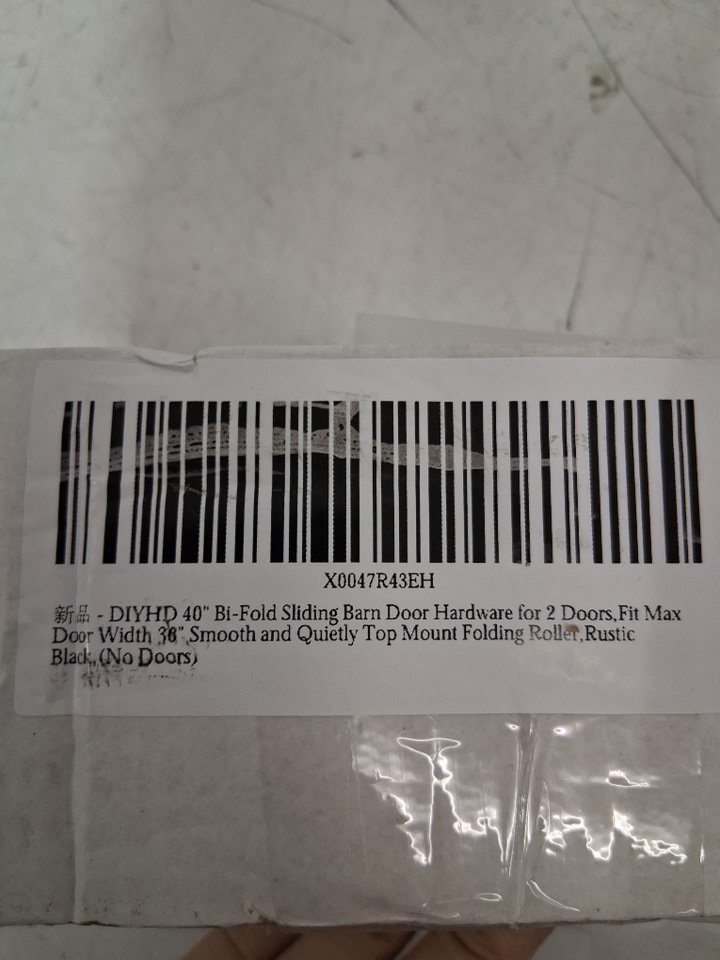 X0047R43EH
新品 - DIYHD 40" Bi-Fold Sliding Barn Door Hardware for 2 Doors,Fit Max
Door Width 36",Smooth and Quietly Top Mount Folding Roller,Rustic
Black,(No Doors)